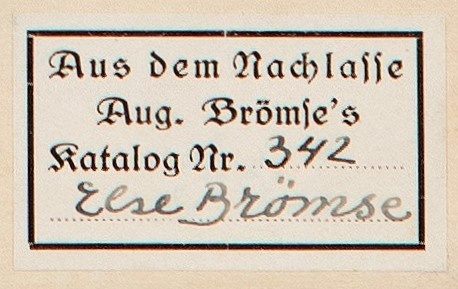 Aus dem Nachlasse
Aug. Brömse's
Katalog Nr. 342
Else Brömse